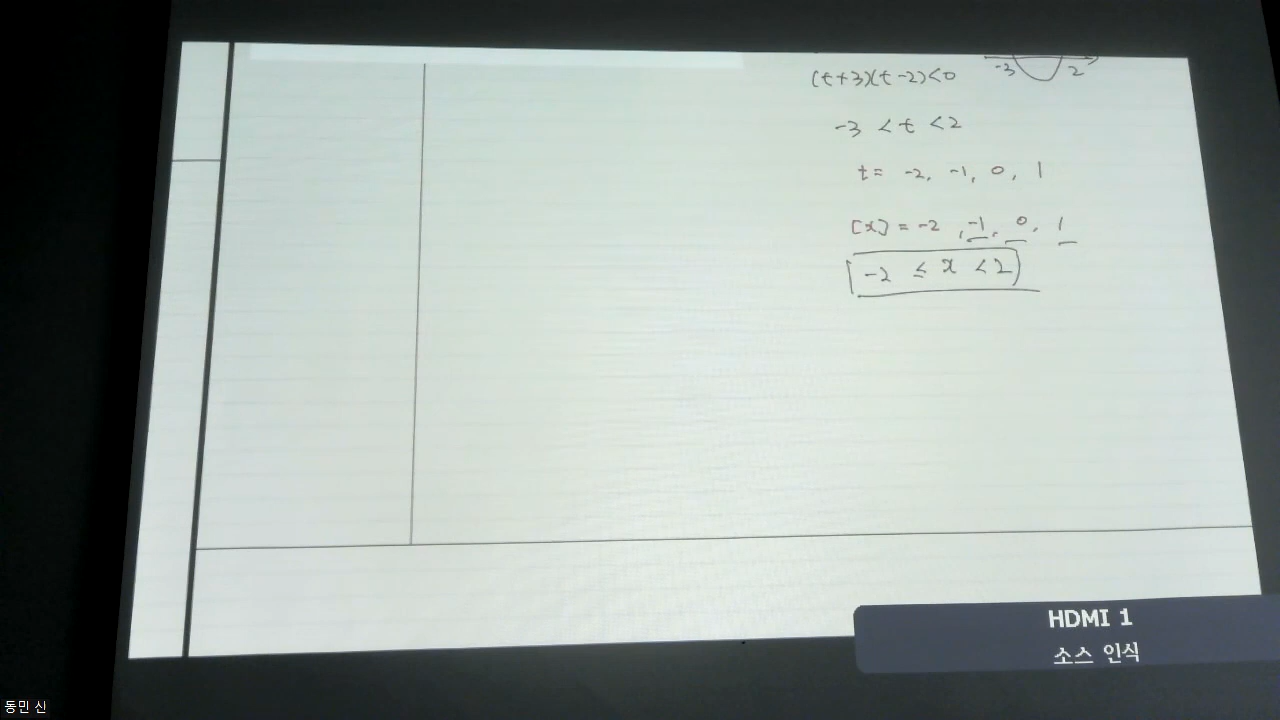 (t+3)(t-2)<0
-3 2
-3 < t < 2
t = -2, -1, 0, 1
[x] = -2, -1, 0, 1
-2 ≤ x < 2
HDMI 1
소스 인식
동민 신